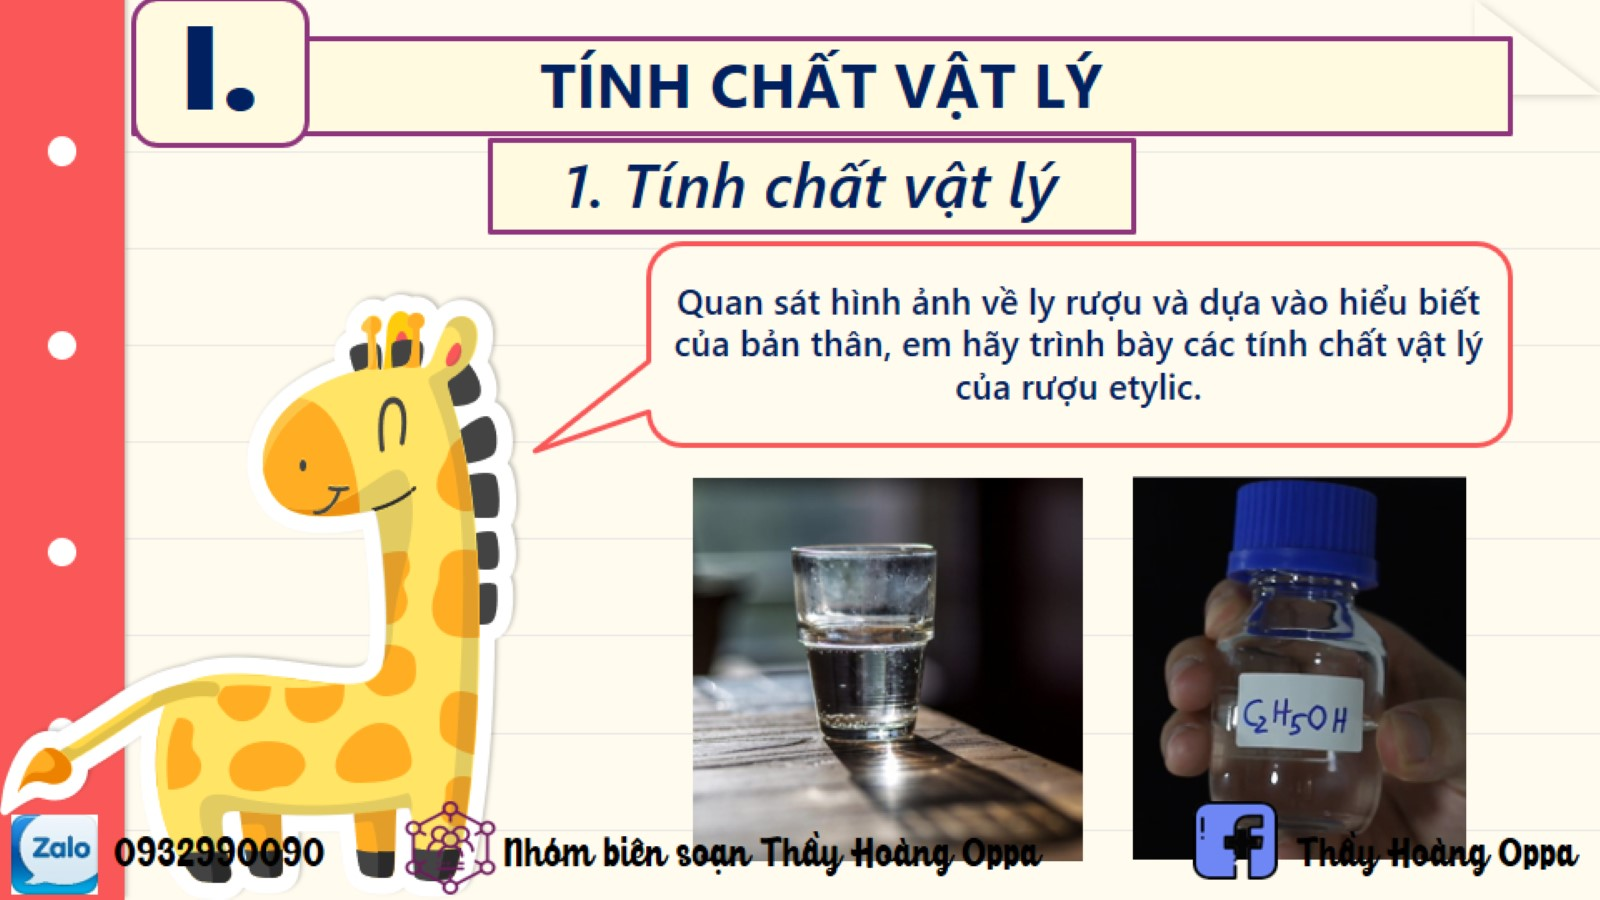 I.
TÍNH CHẤT VẬT LÝ
1. Tính chất vật lý
Quan sát hình ảnh về ly rượu và dựa vào hiểu biết
của bản thân, em hãy trình bày các tính chất vật lý
của rượu etylic.
C₂H₅OH
Zalo
0932990090
Nhóm biên soạn Thầy Hoàng Oppa
Thầy Hoàng Oppa